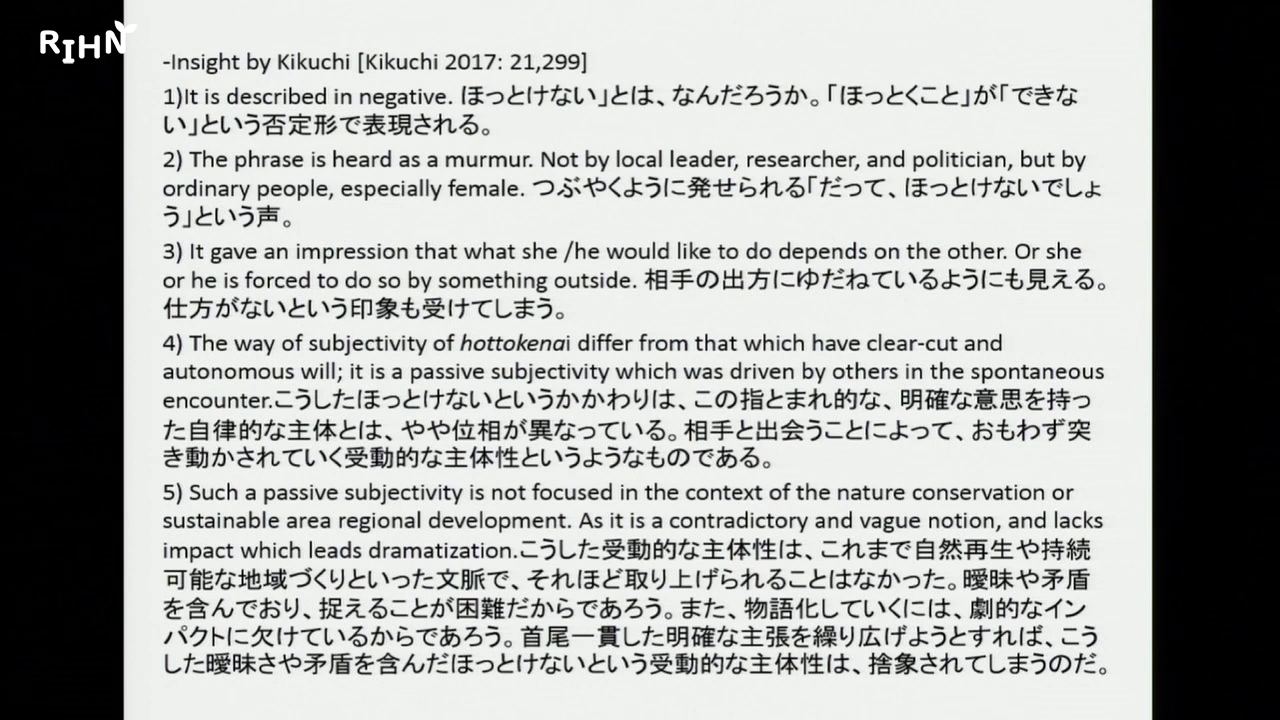 RIHN
-Insight by Kikuchi [Kikuchi 2017: 21,299]
1)It is described in negative. ほっとけない」とは、なんだろうか。「ほっとくこと」が「できな
い」という否定形で表現される。
2) The phrase is heard as a murmur. Not by local leader, researcher, and politician, but by
ordinary people, especially female. つぶやくように発せられる「だって、ほっとけないでしょ
う」という声。
3) It gave an impression that what she /he would like to do depends on the other. Or she
or he is forced to do so by something outside. 相手の出方にゆだねているようにも見える。
仕方がないという印象も受けてしまう。
4) The way of subjectivity of hottokenai differ from that which have clear-cut and
autonomous will; it is a passive subjectivity which was driven by others in the spontaneous
encounter.こうしたほっとけないというかかわりは、この指とまれ的な、明確な意思を持っ
た自律的な主体とは、やや位相が異なっている。相手と出会うことによって、おもわず突
き動かされていく受動的な主体性というようなものである。
5) Such a passive subjectivity is not focused in the context of the nature conservation or
sustainable area regional development. As it is a contradictory and vague notion, and lacks
impact which leads dramatization.こうした受動的な主体性は、これまで自然再生や持続
可能な地域づくりといった文脈で、それほど取り上げられることはなかった。曖昧や矛盾
を含んでおり、捉えることが困難だからであろう。また、物語化していくには、劇的なイン
パクトに欠けているからであろう。首尾一貫した明確な主張を繰り広げようとすれば、こう
した曖昧さや矛盾を含んだほっとけないという受動的な主体性は、捨象されてしまうのだ。